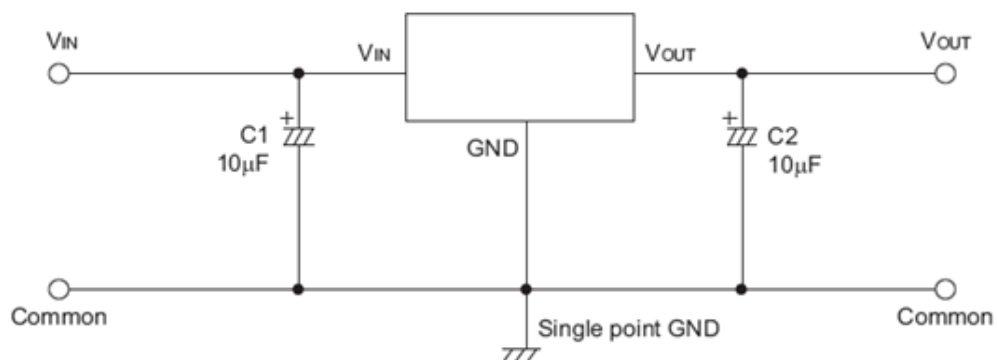 VIN
VIN
VOUT
VOUT
+
C1
10μF
GND
+
C2
10μF
Common
Single point GND
Common